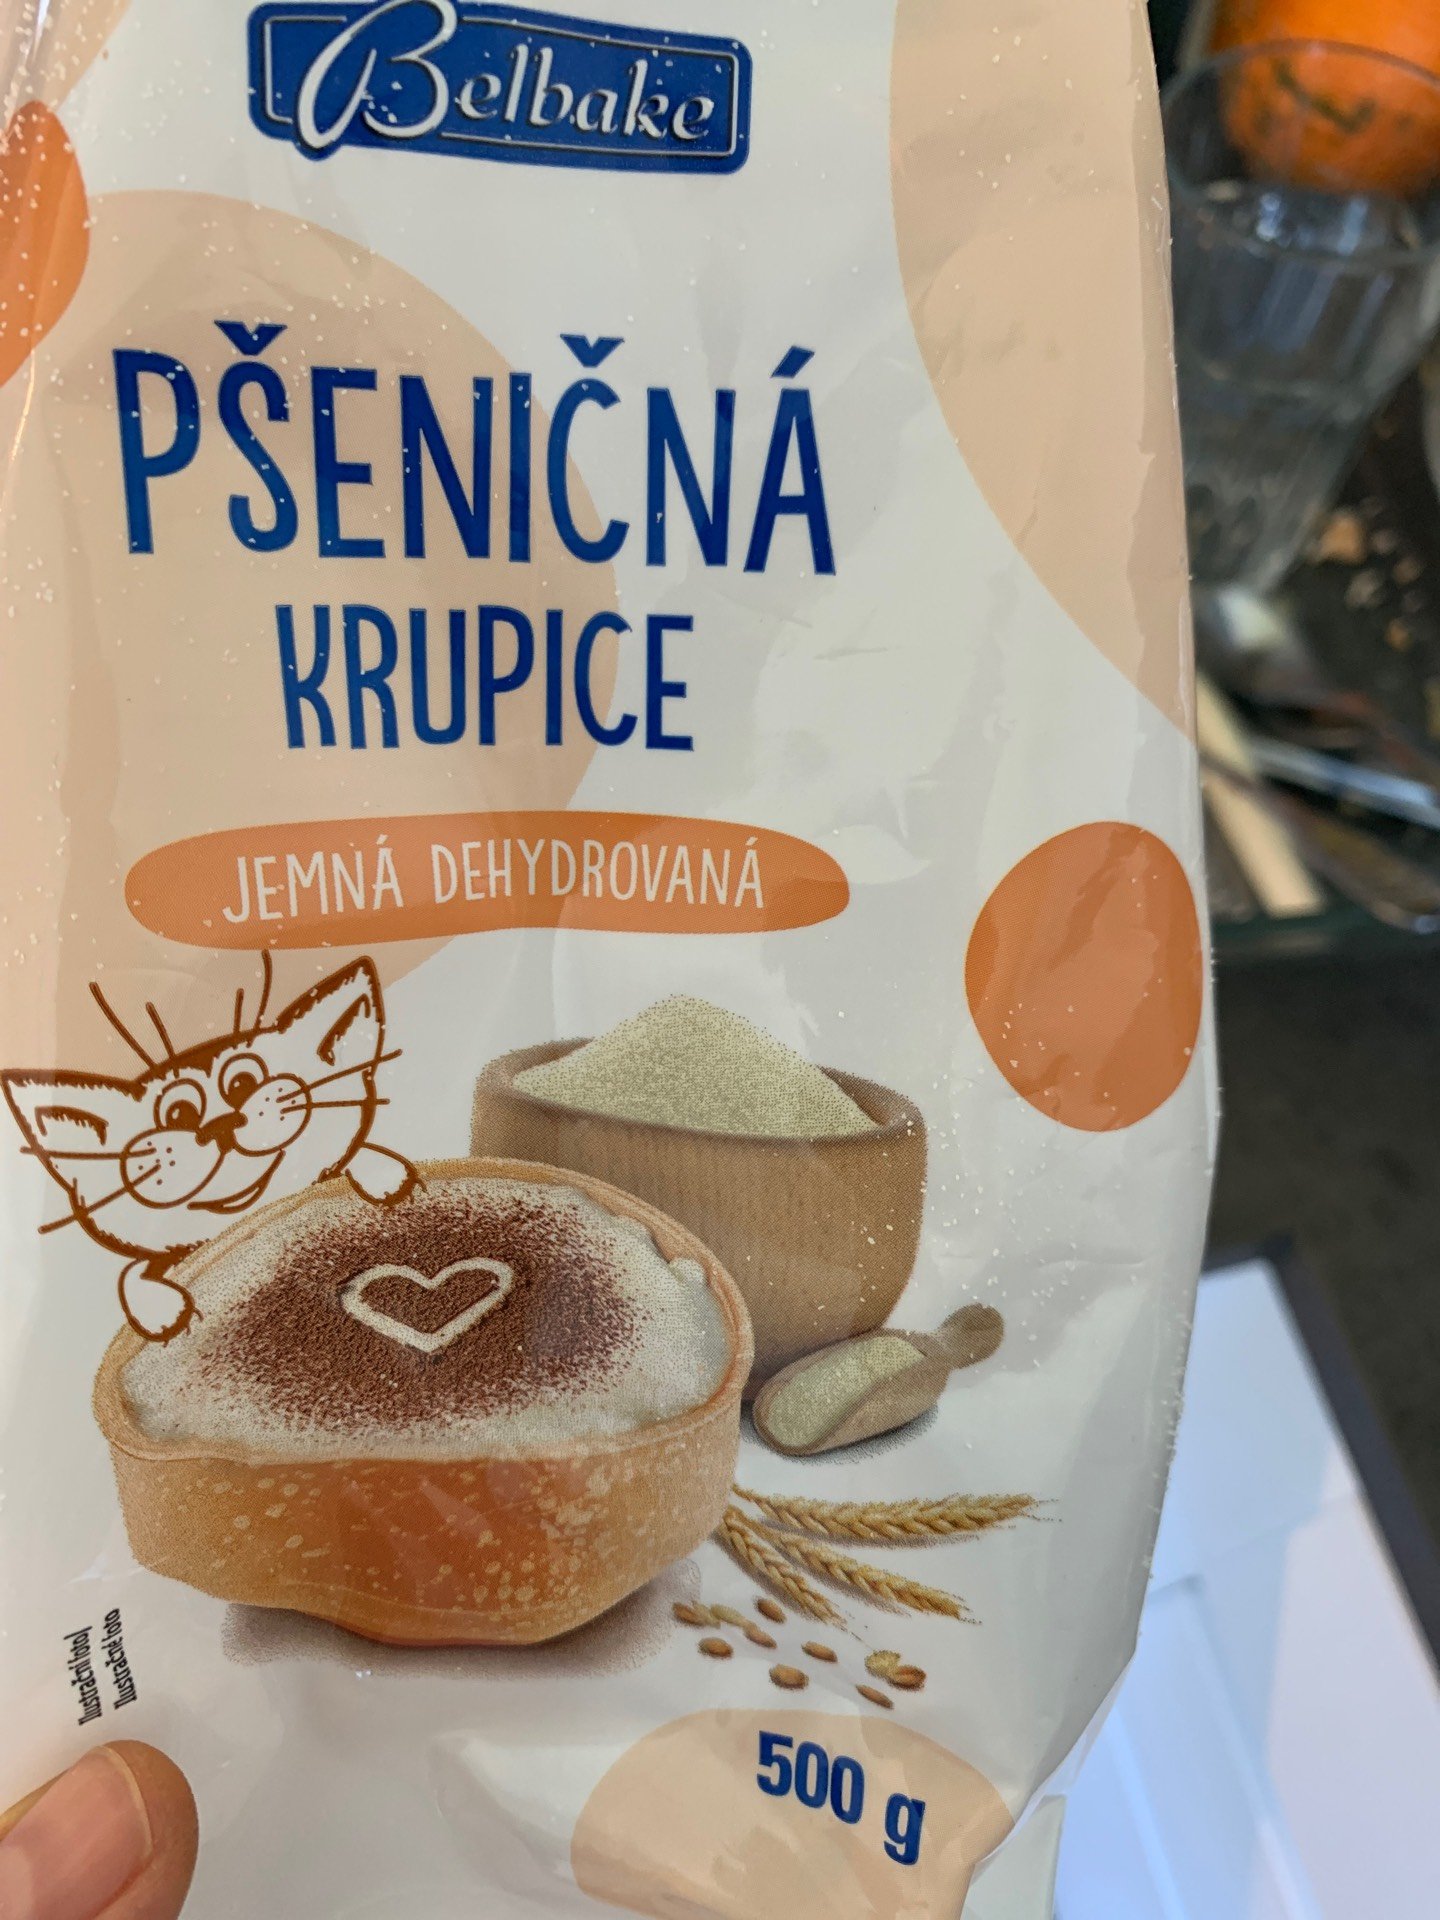 Belbake
PŠENIČNÁ
KRUPICE
JEMNÁ DEHYDROVANÁ
Ilustrační foto/
Ilustračné foto
500 g